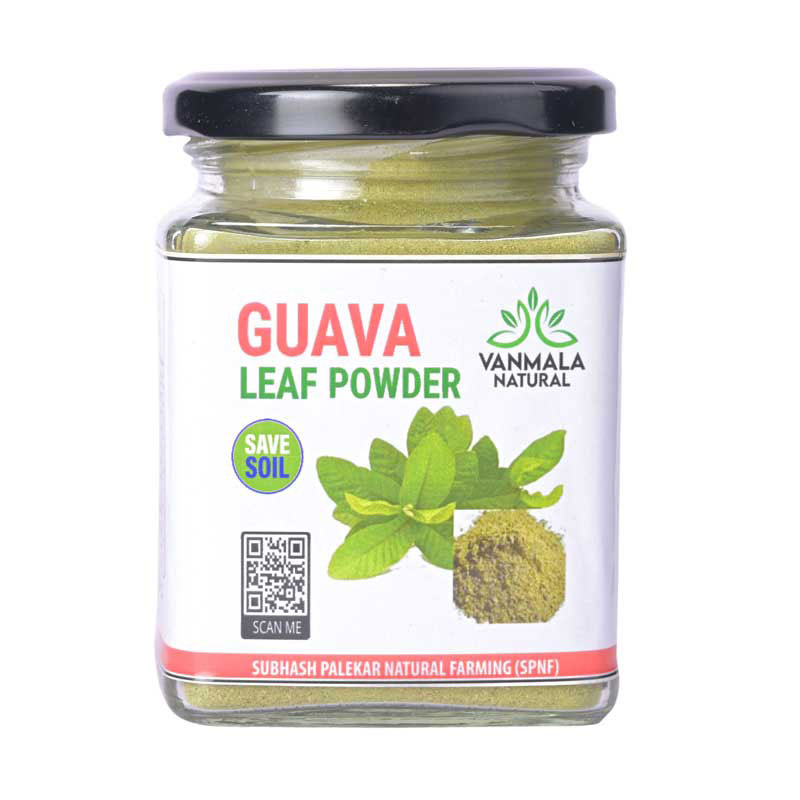 GUAVA
LEAF POWDER
VANMALA
NATURAL
SAVE
SOIL
SCAN ME
SUBHASH PALEKAR NATURAL FARMING (SPNF)